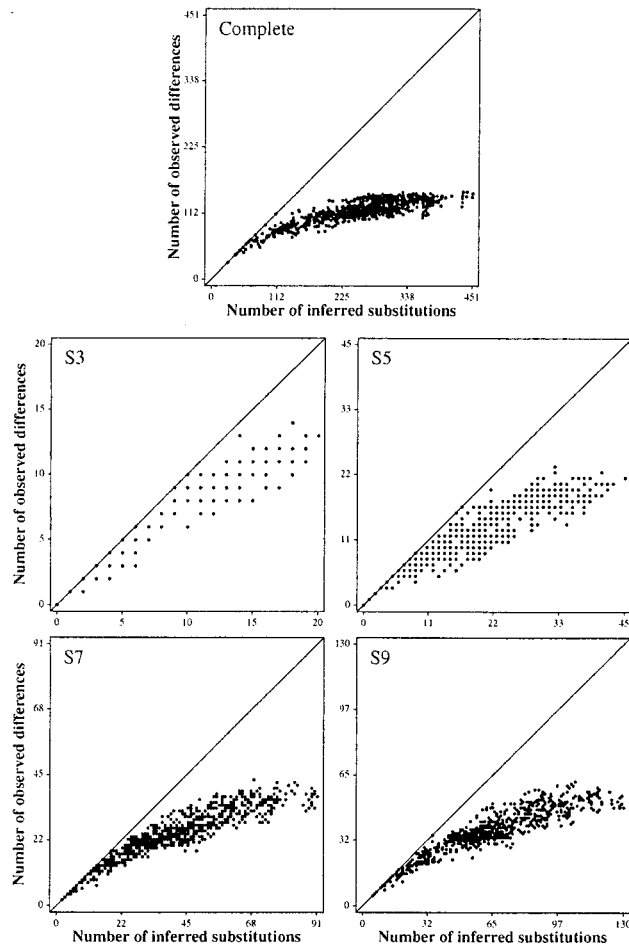 451
Complete
338
225
112
0
Number of observed differences
0 112 225 338 451
Number of inferred substitutions
20
S3
15
10
5
0
Number of observed differences
0 5 10 15 20
45
S5
33
22
11
0
0 11 22 33 45
91
S7
68
45
22
0
Number of observed differences
0 22 45 68 91
Number of inferred substitutions
130
S9
97
65
32
0
0 32 65 97 130
Number of inferred substitutions